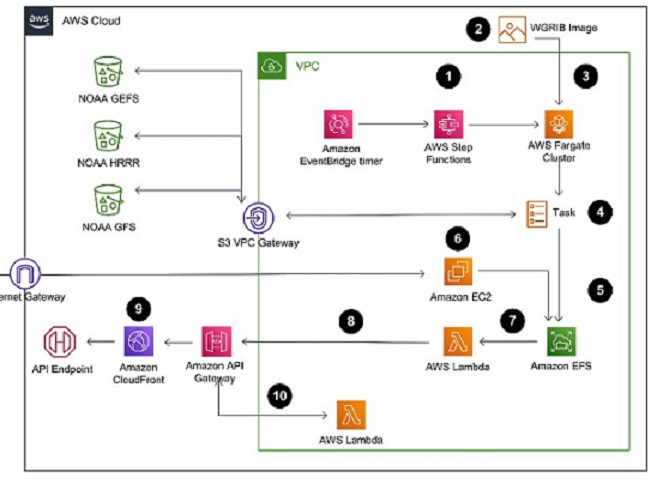 aws
AWS Cloud
2
WGRIB Image
VPC
1
3
NOAA GEFS
Amazon
EventBridge timer
AWS Step
Functions
AWS Fargate
Cluster
NOAA HRRR
NOAA GFS
Task
4
S3 VPC Gateway
6
ernet Gateway
Amazon EC2
5
9
8
7
API Endpoint
Amazon
CloudFront
Amazon API
Gateway
AWS Lambda
Amazon EFS
10
AWS Lambda